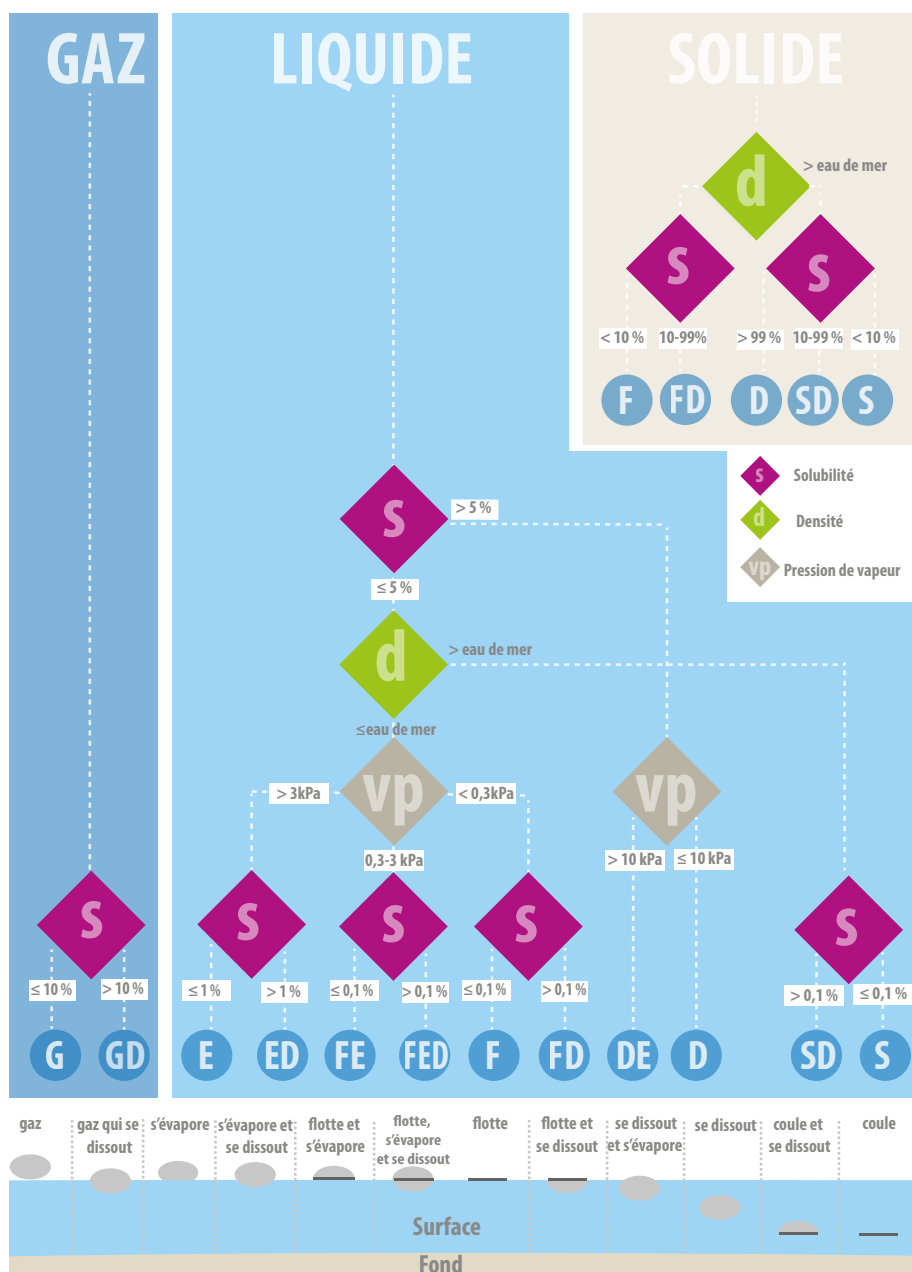 GAZ
LIQUIDE
SOLIDE
d
> eau de mer
S
S
< 10 %
10-99%
> 99 %
10-99 %
< 10 %
F
FD
D
SD
S
S
Solubilité
d
Densité
vp
Pression de vapeur
S
> 5 %
≤ 5 %
d
> eau de mer
≤eau de mer
vp
> 3kPa
< 0,3kPa
0,3-3 kPa
vp
> 10 kPa
≤ 10 kPa
S
S
S
S
S
≤ 10 %
> 10 %
≤ 1 %
> 1 %
≤ 0,1 %
> 0,1 %
≤ 0,1 %
> 0,1 %
> 0,1 %
≤ 0,1 %
G
GD
E
ED
FE
FED
F
FD
DE
D
SD
S
gaz
gaz qui se
dissout
s'évapore
s'évapore et
se dissout
flotte et
s'évapore
flotte,
s'évapore
et se dissout
flotte
flotte et
se dissout
se dissout
et s'évapore
se dissout
coule et
se dissout
coule
Surface
Fond